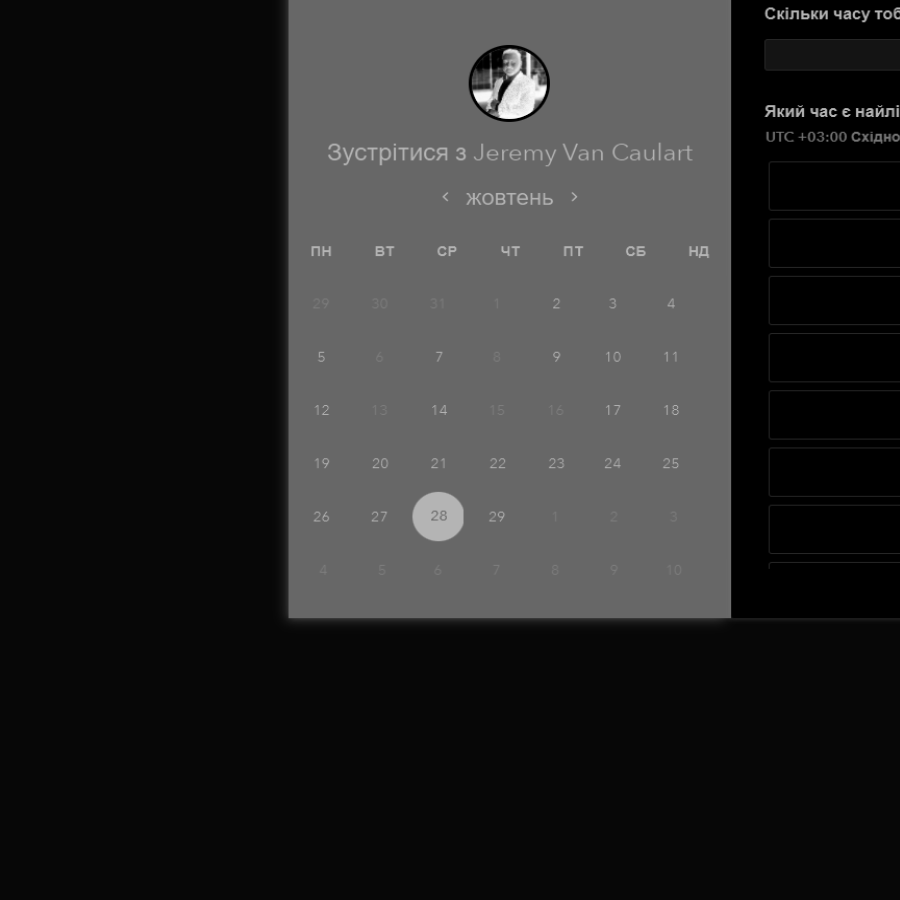 Зустрітися з Jeremy Van Caulart
жовтень
ПН ВТ СР ЧТ ПТ СБ НД
29 30 31 1 2 3 4
5 6 7 8 9 10 11
12 13 14 15 16 17 18
19 20 21 22 23 24 25
26 27 28 29 1 2 3
4 5 6 7 8 9 10
Скільки часу тоб
Який час є найлі
UTC +03:00 Східно